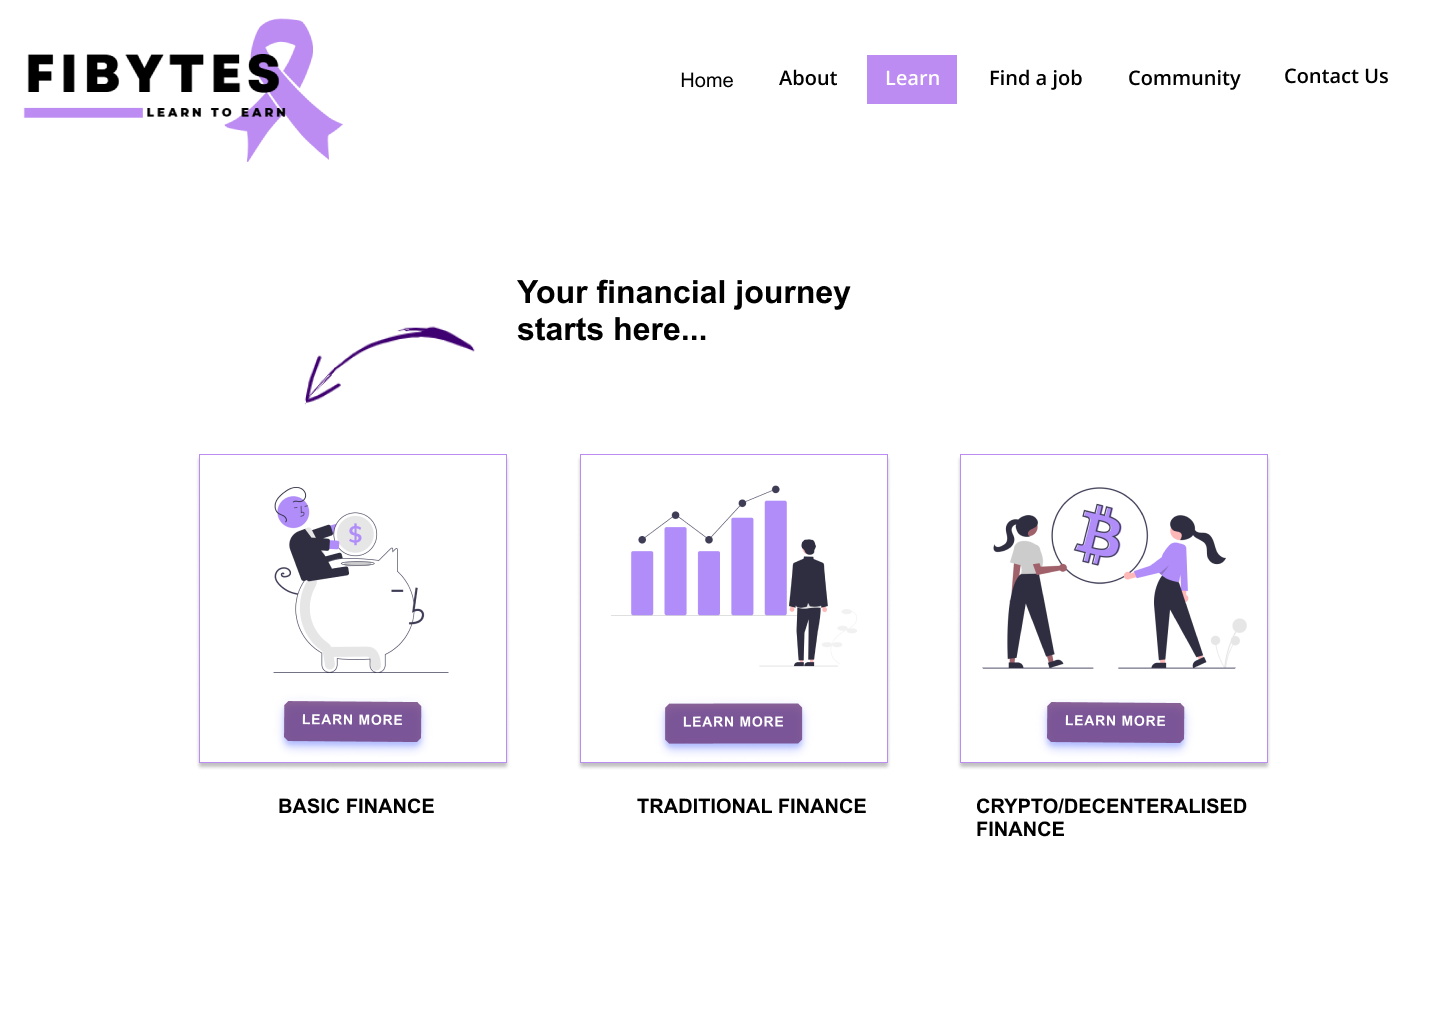 FIBYTES
LEARN TO EARN
Home About Learn Find a job Community Contact Us
Your financial journey
starts here...
$
LEARN MORE LEARN MORE LEARN MORE
BASIC FINANCE TRADITIONAL FINANCE CRYPTO/DECENTERALISED
FINANCE